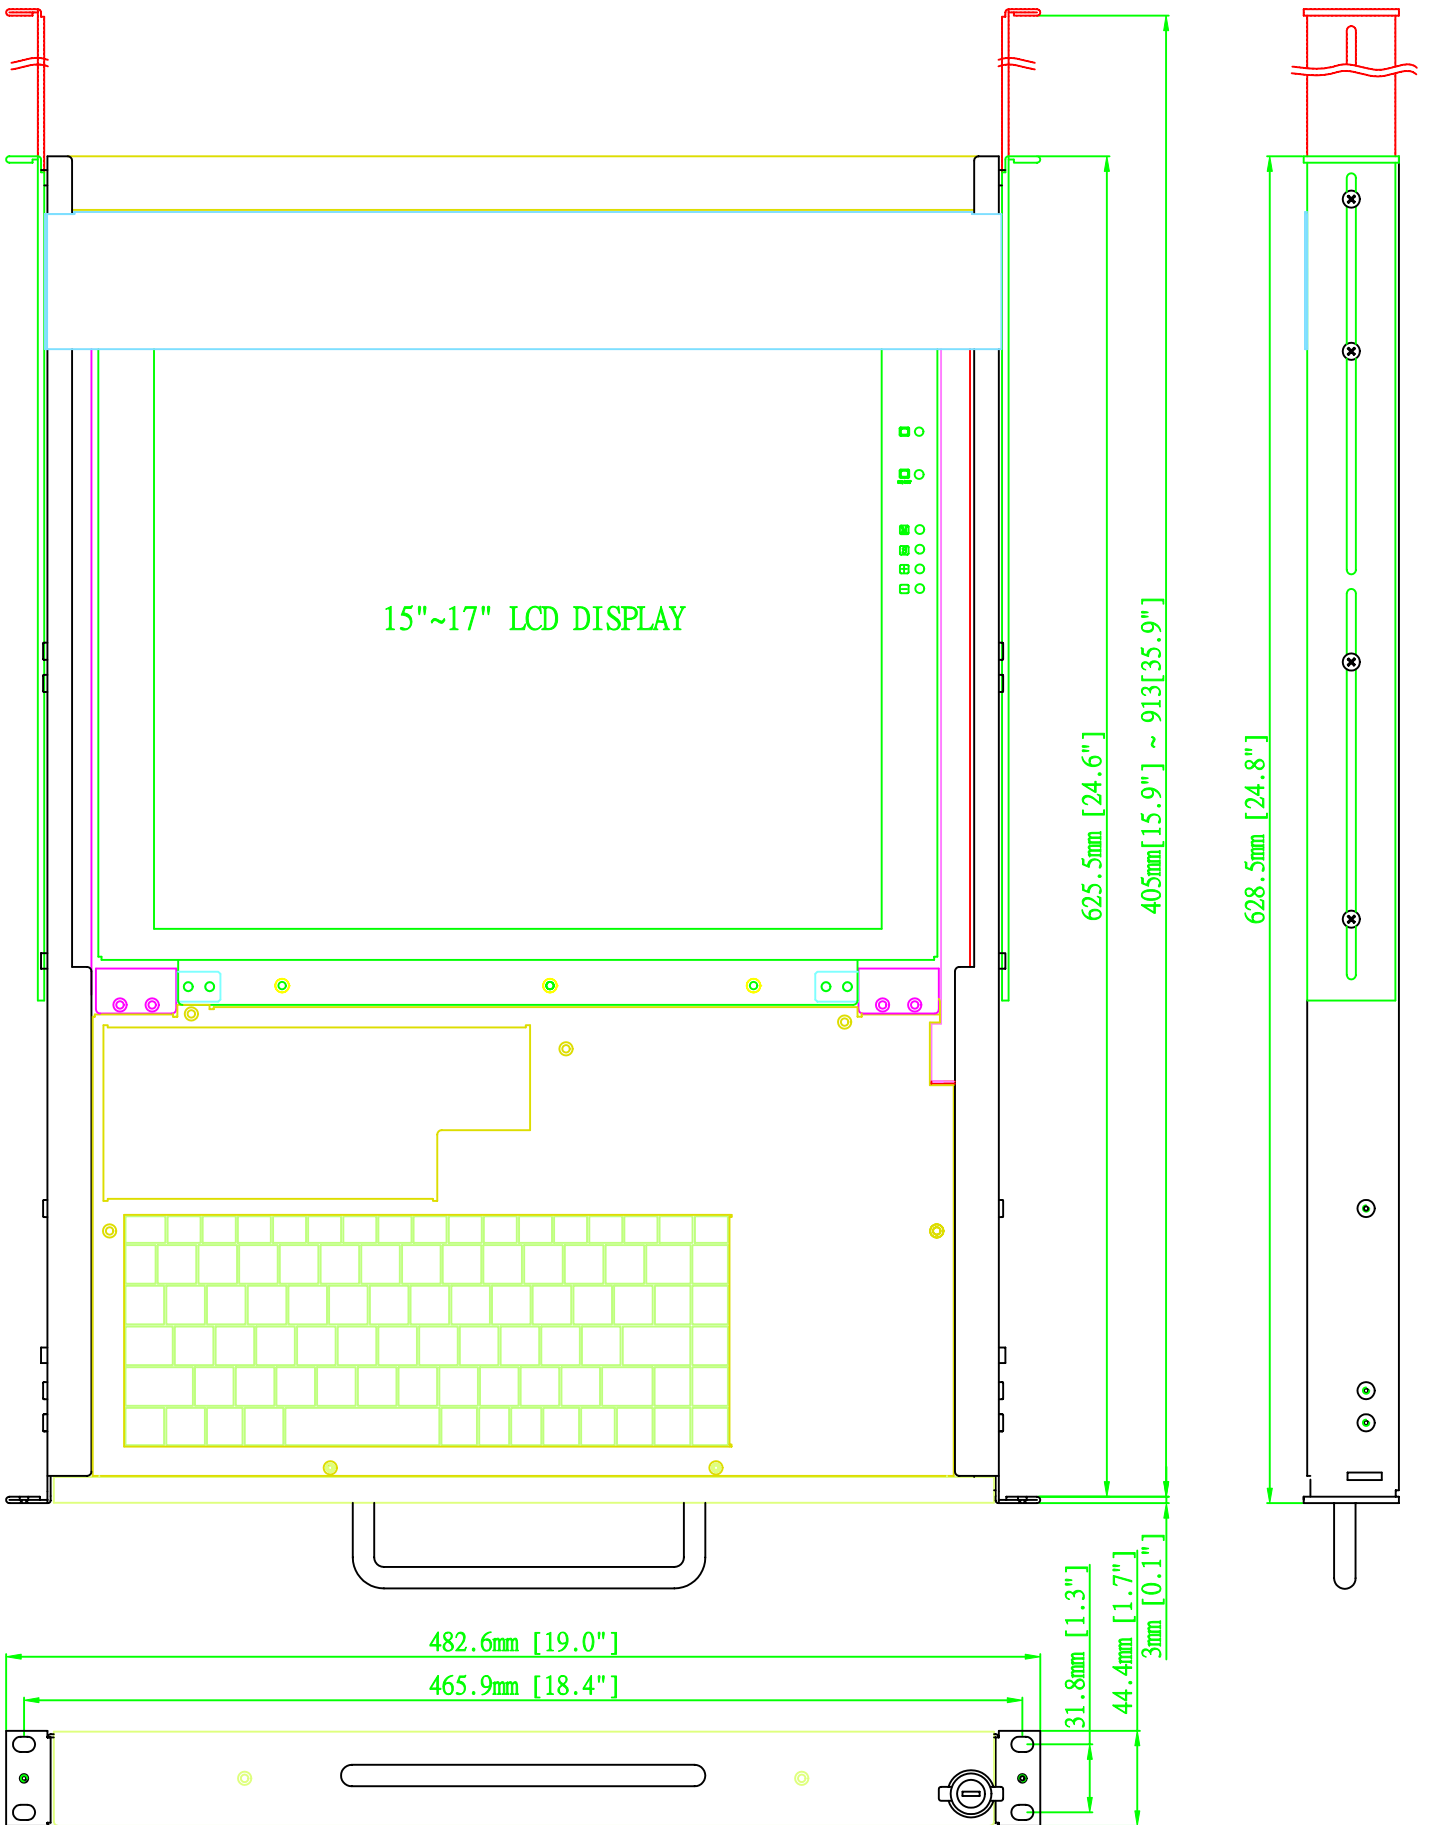 15"~17" LCD DISPLAY
625.5mm [24.6"]
405mm[15.9"] ~ 913[35.9"]
628.5mm [24.8"]
482.6mm [19.0"]
465.9mm [18.4"]
31.8mm [1.3"]
44.4mm [1.7"]
3mm [0.1"]